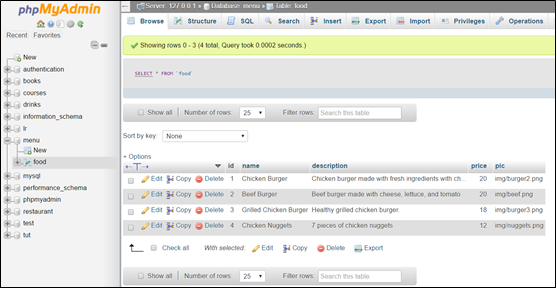 phpMyAdmin
Recent Favorites
New
authentication
books
courses
drinks
information_schema
lr
menu
New
food
mysql
performance_schema
phpmyadmin
restaurant
test
tut
Server: 127.0.0.1 » Database: menu » Table: food
Browse Structure SQL Search Insert Export Import Privileges Operations
Showing rows 0 - 3 (4 total, Query took 0.0002 seconds.)
SELECT * FROM `food`
Show all Number of rows: 25 Filter rows: Search this table
Sort by key: None
+ Options
id name description price pic
Edit Copy Delete 1 Chicken Burger Chicken burger made with fresh ingredients with ch... 20 img/burger2.png
Edit Copy Delete 2 Beef Burger Beef burger made with cheese, lettuce, and tomato 20 img/beef.png
Edit Copy Delete 3 Grilled Chicken Burger Healthy grilled chicken burger. 18 img/burger3.png
Edit Copy Delete 4 Chicken Nuggets 7 pieces of chicken nuggets 12 img/nuggets.png
Check all With selected: Edit Copy Delete Export
Show all Number of rows: 25 Filter rows: Search this table